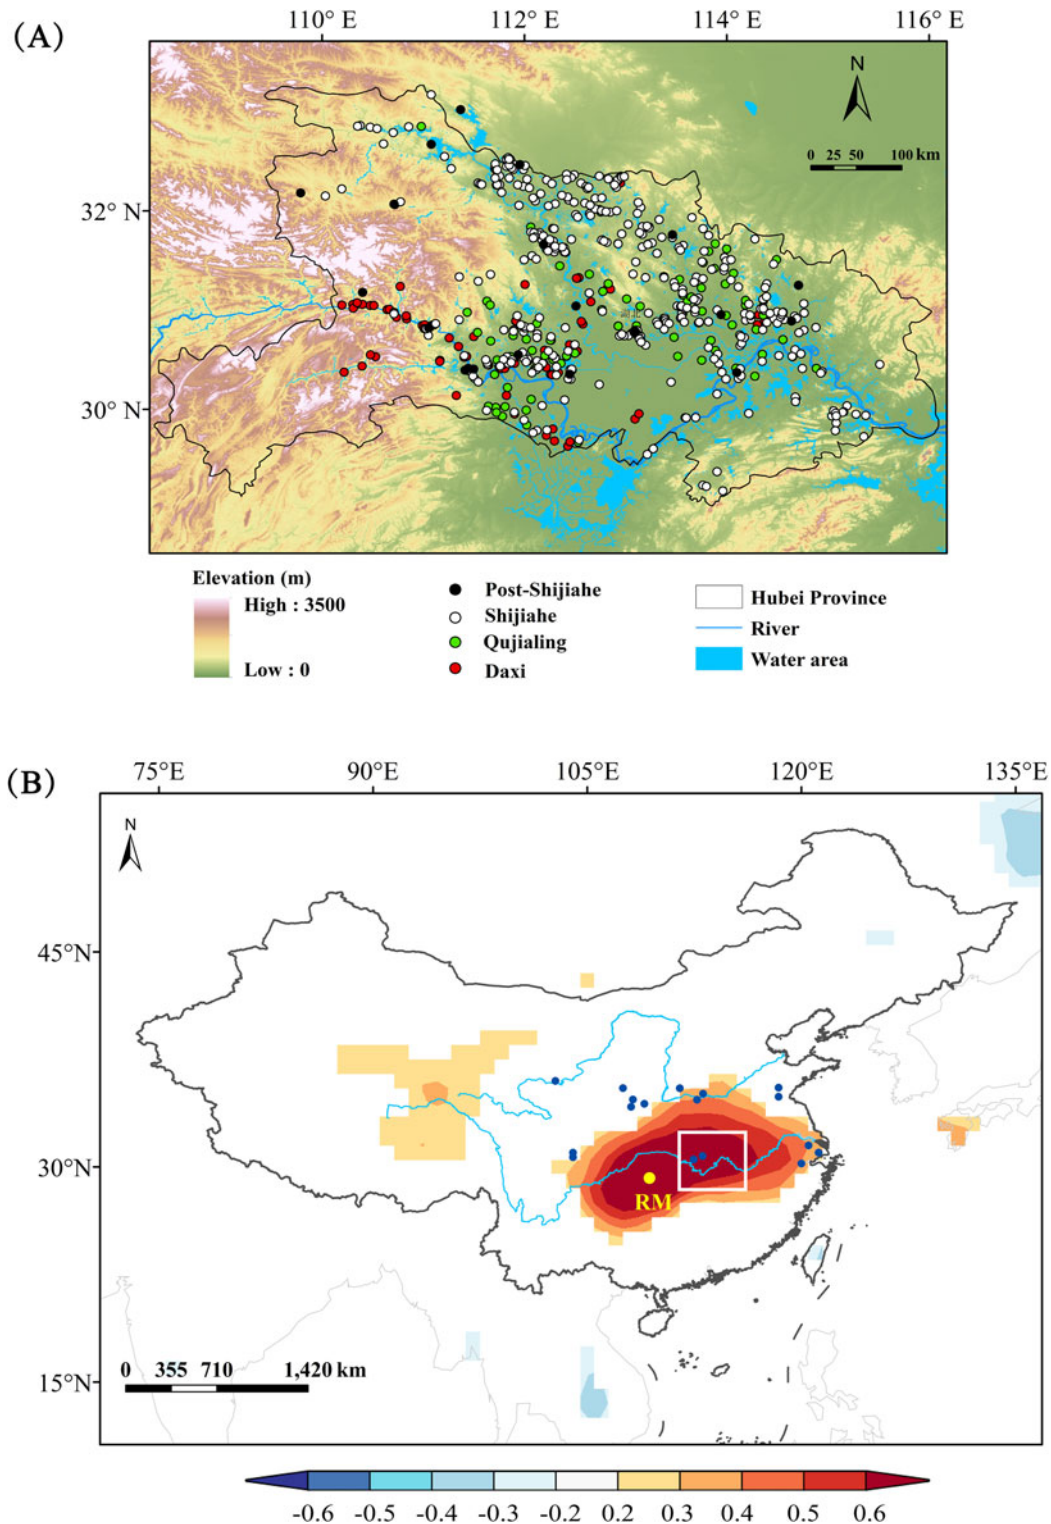 (A)
110° E 112° E 114° E 116° E
N
0 25 50 100 km
32° N
30° N
Elevation (m)
High : 3500
Low : 0
Post-Shijiahe
Shijiahe
Qujialing
Daxi
Hubei Province
River
Water area
(B)
75°E 90°E 105°E 120°E 135°E
N
45°N
30°N
RM
0 355 710 1,420 km
15°N
-0.6 -0.5 -0.4 -0.3 -0.2 0.2 0.3 0.4 0.5 0.6